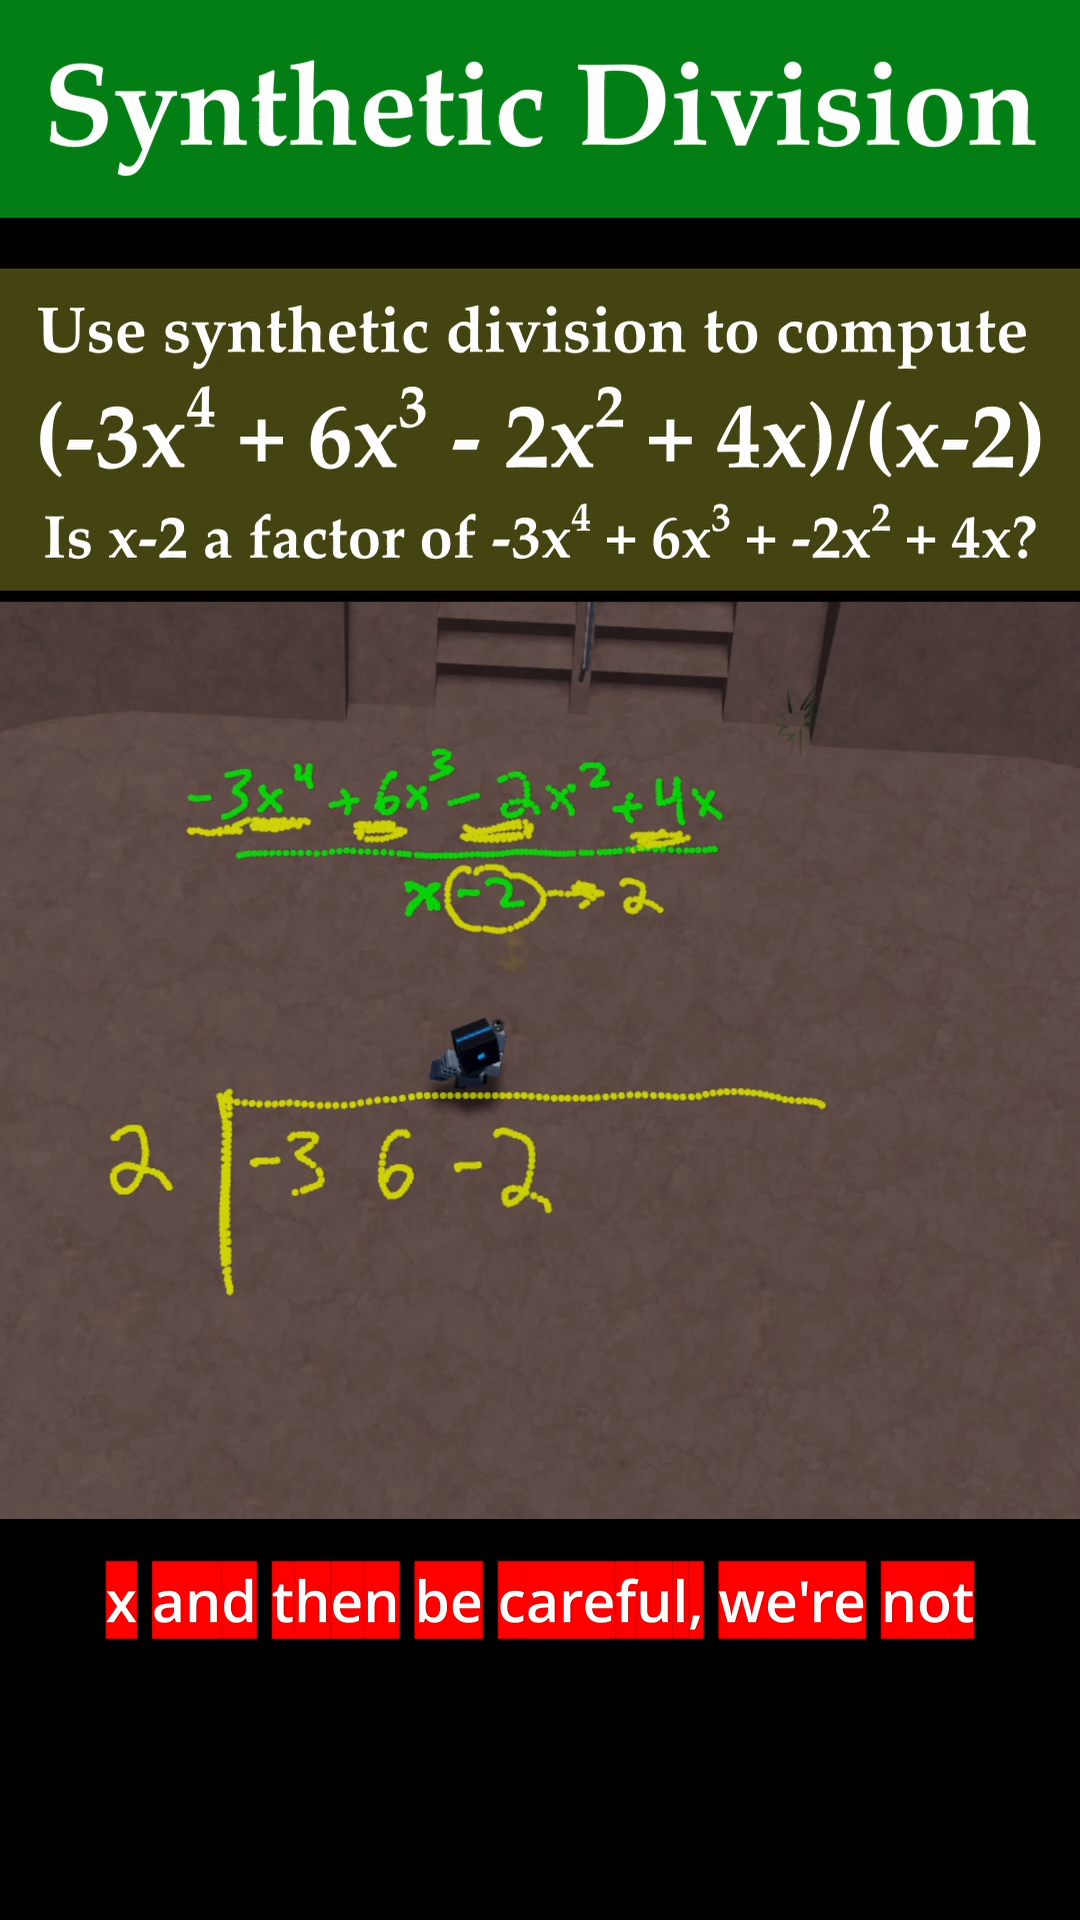 Synthetic Division
Use synthetic division to compute
(-3x⁴ + 6x³ - 2x² + 4x)/(x-2)
Is x-2 a factor of -3x⁴ + 6x³ + -2x² + 4x?
-3x⁴ + 6x³ - 2x² + 4x
x - 2 → 2
2 -3 6 -2
x and then be careful, we're not